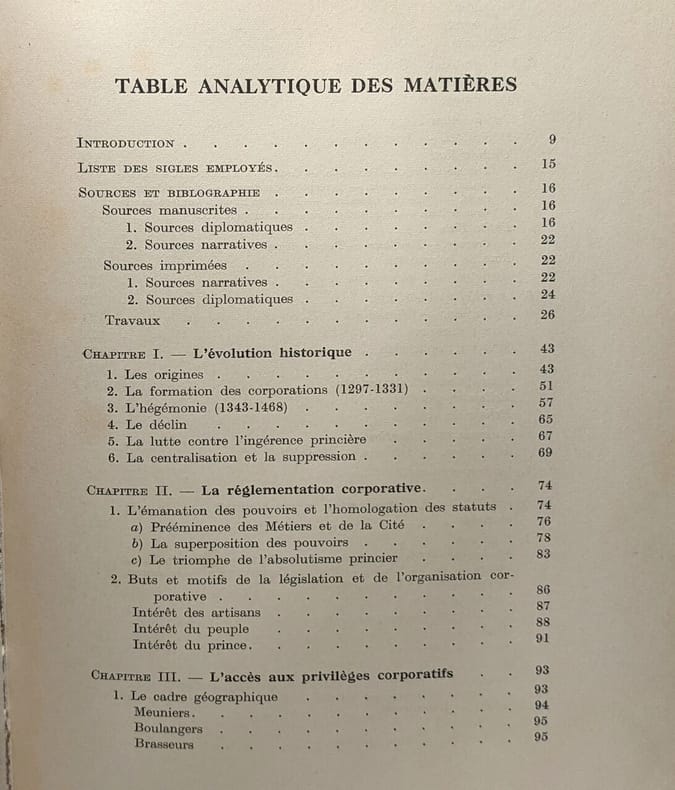 TABLE ANALYTIQUE DES MATIÈRES
INTRODUCTION . . . . . . . . . . . . 9
LISTE DES SIGLES EMPLOYÉS. . . . . . . . . 15
SOURCES ET BIBLOGRAPHIE . . . . . . . . . 16
Sources manuscrites . . . . . . . . . . 16
1. Sources diplomatiques . . . . . . . . 16
2. Sources narratives . . . . . . . . . 22
Sources imprimées . . . . . . . . . . 22
1. Sources narratives . . . . . . . . . 22
2. Sources diplomatiques . . . . . . . . 24
Travaux . . . . . . . . . . . . 26
CHAPITRE I. — L'évolution historique . . . . . . 43
1. Les origines . . . . . . . . . . . 43
2. La formation des corporations (1297-1331) . . . . 51
3. L'hégémonie (1343-1468) . . . . . . . . 57
4. Le déclin . . . . . . . . . . . 65
5. La lutte contre l'ingérence princière . . . . . 67
6. La centralisation et la suppression . . . . . . 69
CHAPITRE II. — La réglementation corporative. . . . 74
1. L'émanation des pouvoirs et l'homologation des statuts . 74
a) Prééminence des Métiers et de la Cité . . . . 76
b) La superposition des pouvoirs . . . . . . 78
c) Le triomphe de l'absolutisme princier . . . . 83
2. Buts et motifs de la législation et de l'organisation cor-
porative . . . . . . . . . . . 86
Intérêt des artisans . . . . . . . . . 87
Intérêt du peuple . . . . . . . . . 88
Intérêt du prince. . . . . . . . . . 91
CHAPITRE III. — L'accès aux privilèges corporatifs . . 93
1. Le cadre géographique . . . . . . . . 93
Meuniers. . . . . . . . . . . . 94
Boulangers . . . . . . . . . . . 95
Brasseurs . . . . . . . . . . . 95